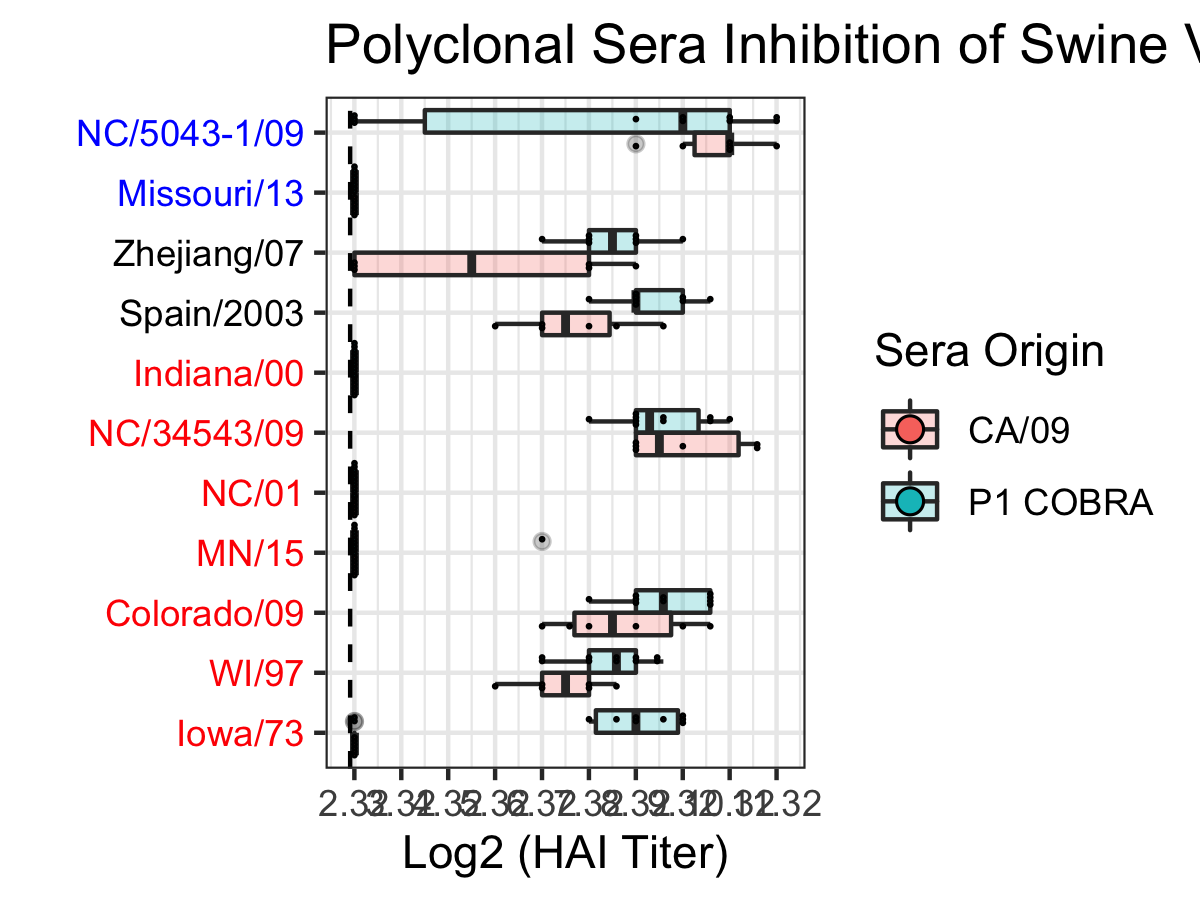 Polyclonal Sera Inhibition of Swine
NC/5043-1/09
Missouri/13
Zhejiang/07
Spain/2003
Indiana/00
NC/34543/09
NC/01
MN/15
Colorado/09
WI/97
Iowa/73
Log2 (HAI Titer)
Sera Origin
CA/09
P1 COBRA